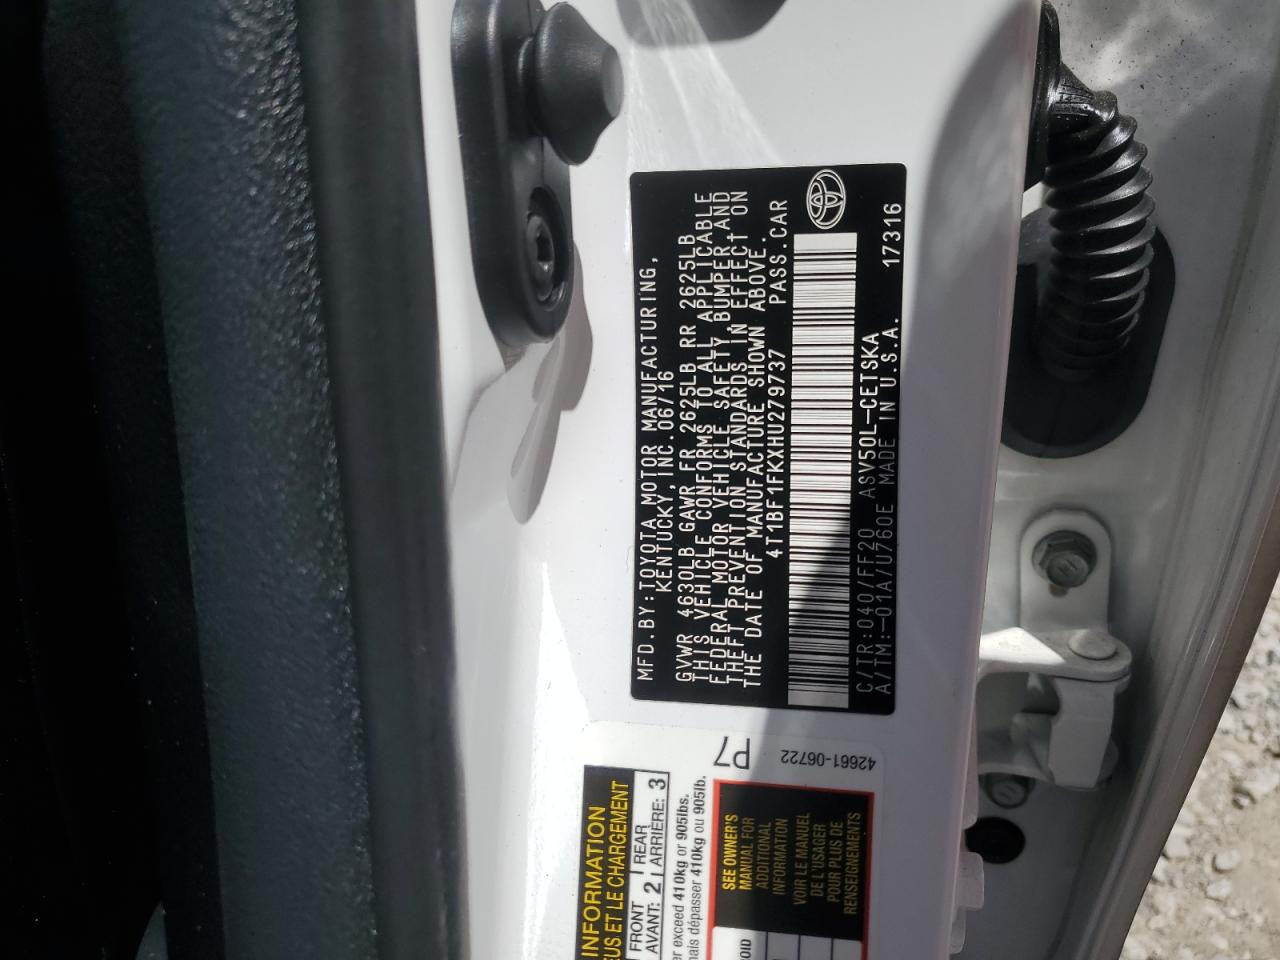 MFD.BY:TOYOTA MOTOR MANUFACTURING,
KENTUCKY,INC.06/16
GVWR 4630LB GAWR FR 2625LB RR 2625LB
THIS VEHICLE CONFORMS TO ALL APPLICABLE
FEDERAL MOTOR VEHICLE SAFETY,BUMPER,AND
THEFT PREVENTION STANDARDS IN EFFECT ON
THE DATE OF MANUFACTURE SHOWN ABOVE.
4T1BF1FKXHU279737 PASS.CAR
C/TR:040/FF20 ASV50L-CETSKA 17316
A/TM:-01A/U760E MADE IN U.S.A.
P7
42661-06722
INFORMATION
ET LE CHARGEMENT
FRONT REAR
AVANT: 2 ARRIÈRE: 3
exceed 410kg or 905lbs.
dépasser 410kg ou 905lb.
SEE OWNER'S
MANUAL FOR
ADDITIONAL
INFORMATION
VOIR LE MANUEL
DE L'USAGER
POUR PLUS DE
RENSEIGNEMENTS